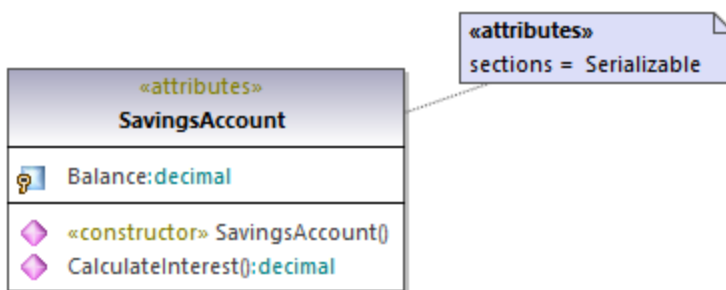 «attributes»
sections = Serializable
«attributes»
SavingsAccount
Balance:decimal
«constructor» SavingsAccount()
CalculateInterest():decimal